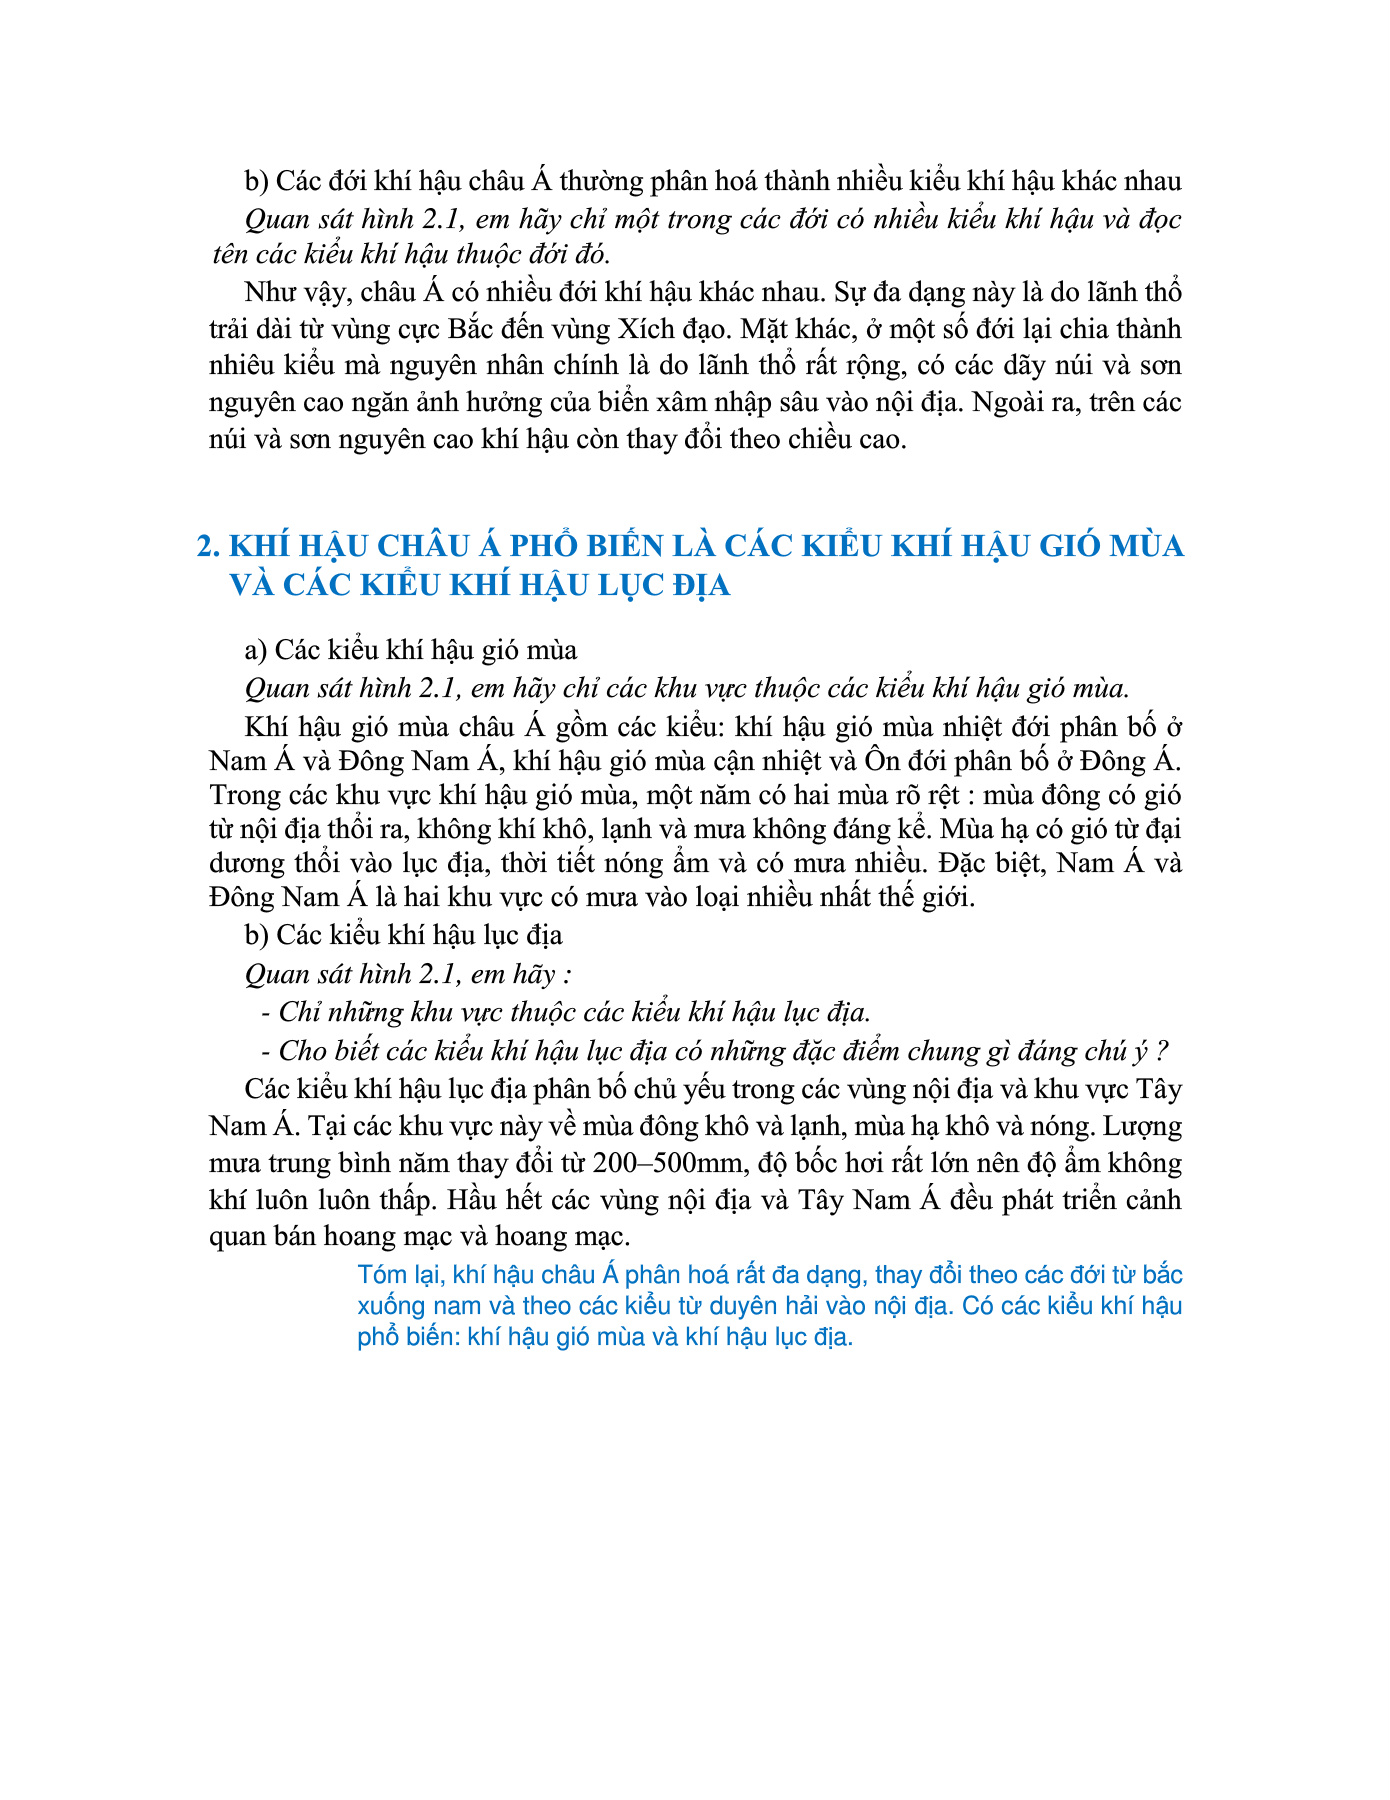 b) Các đới khí hậu châu Á thường phân hoá thành nhiều kiểu khí hậu khác nhau
Quan sát hình 2.1, em hãy chỉ một trong các đới có nhiều kiểu khí hậu và đọc
tên các kiểu khí hậu thuộc đới đó.
Như vậy, châu Á có nhiều đới khí hậu khác nhau. Sự đa dạng này là do lãnh thổ
trải dài từ vùng cực Bắc đến vùng Xích đạo. Mặt khác, ở một số đới lại chia thành
nhiêu kiểu mà nguyên nhân chính là do lãnh thổ rất rộng, có các dãy núi và sơn
nguyên cao ngăn ảnh hưởng của biển xâm nhập sâu vào nội địa. Ngoài ra, trên các
núi và sơn nguyên cao khí hậu còn thay đổi theo chiều cao.
2. KHÍ HẬU CHÂU Á PHỔ BIẾN LÀ CÁC KIỂU KHÍ HẬU GIÓ MÙA
VÀ CÁC KIỂU KHÍ HẬU LỤC ĐỊA
a) Các kiểu khí hậu gió mùa
Quan sát hình 2.1, em hãy chỉ các khu vực thuộc các kiểu khí hậu gió mùa.
Khí hậu gió mùa châu Á gồm các kiểu: khí hậu gió mùa nhiệt đới phân bố ở
Nam Á và Đông Nam Á, khí hậu gió mùa cận nhiệt và Ôn đới phân bố ở Đông Á.
Trong các khu vực khí hậu gió mùa, một năm có hai mùa rõ rệt : mùa đông có gió
từ nội địa thổi ra, không khí khô, lạnh và mưa không đáng kể. Mùa hạ có gió từ đại
dương thổi vào lục địa, thời tiết nóng ẩm và có mưa nhiều. Đặc biệt, Nam Á và
Đông Nam Á là hai khu vực có mưa vào loại nhiều nhất thế giới.
b) Các kiểu khí hậu lục địa
Quan sát hình 2.1, em hãy :
- Chỉ những khu vực thuộc các kiểu khí hậu lục địa.
- Cho biết các kiểu khí hậu lục địa có những đặc điểm chung gì đáng chú ý ?
Các kiểu khí hậu lục địa phân bố chủ yếu trong các vùng nội địa và khu vực Tây
Nam Á. Tại các khu vực này về mùa đông khô và lạnh, mùa hạ khô và nóng. Lượng
mưa trung bình năm thay đổi từ 200–500mm, độ bốc hơi rất lớn nên độ ẩm không
khí luôn luôn thấp. Hầu hết các vùng nội địa và Tây Nam Á đều phát triển cảnh
quan bán hoang mạc và hoang mạc.
Tóm lại, khí hậu châu Á phân hoá rất đa dạng, thay đổi theo các đới từ bắc
xuống nam và theo các kiểu từ duyên hải vào nội địa. Có các kiểu khí hậu
phổ biến: khí hậu gió mùa và khí hậu lục địa.